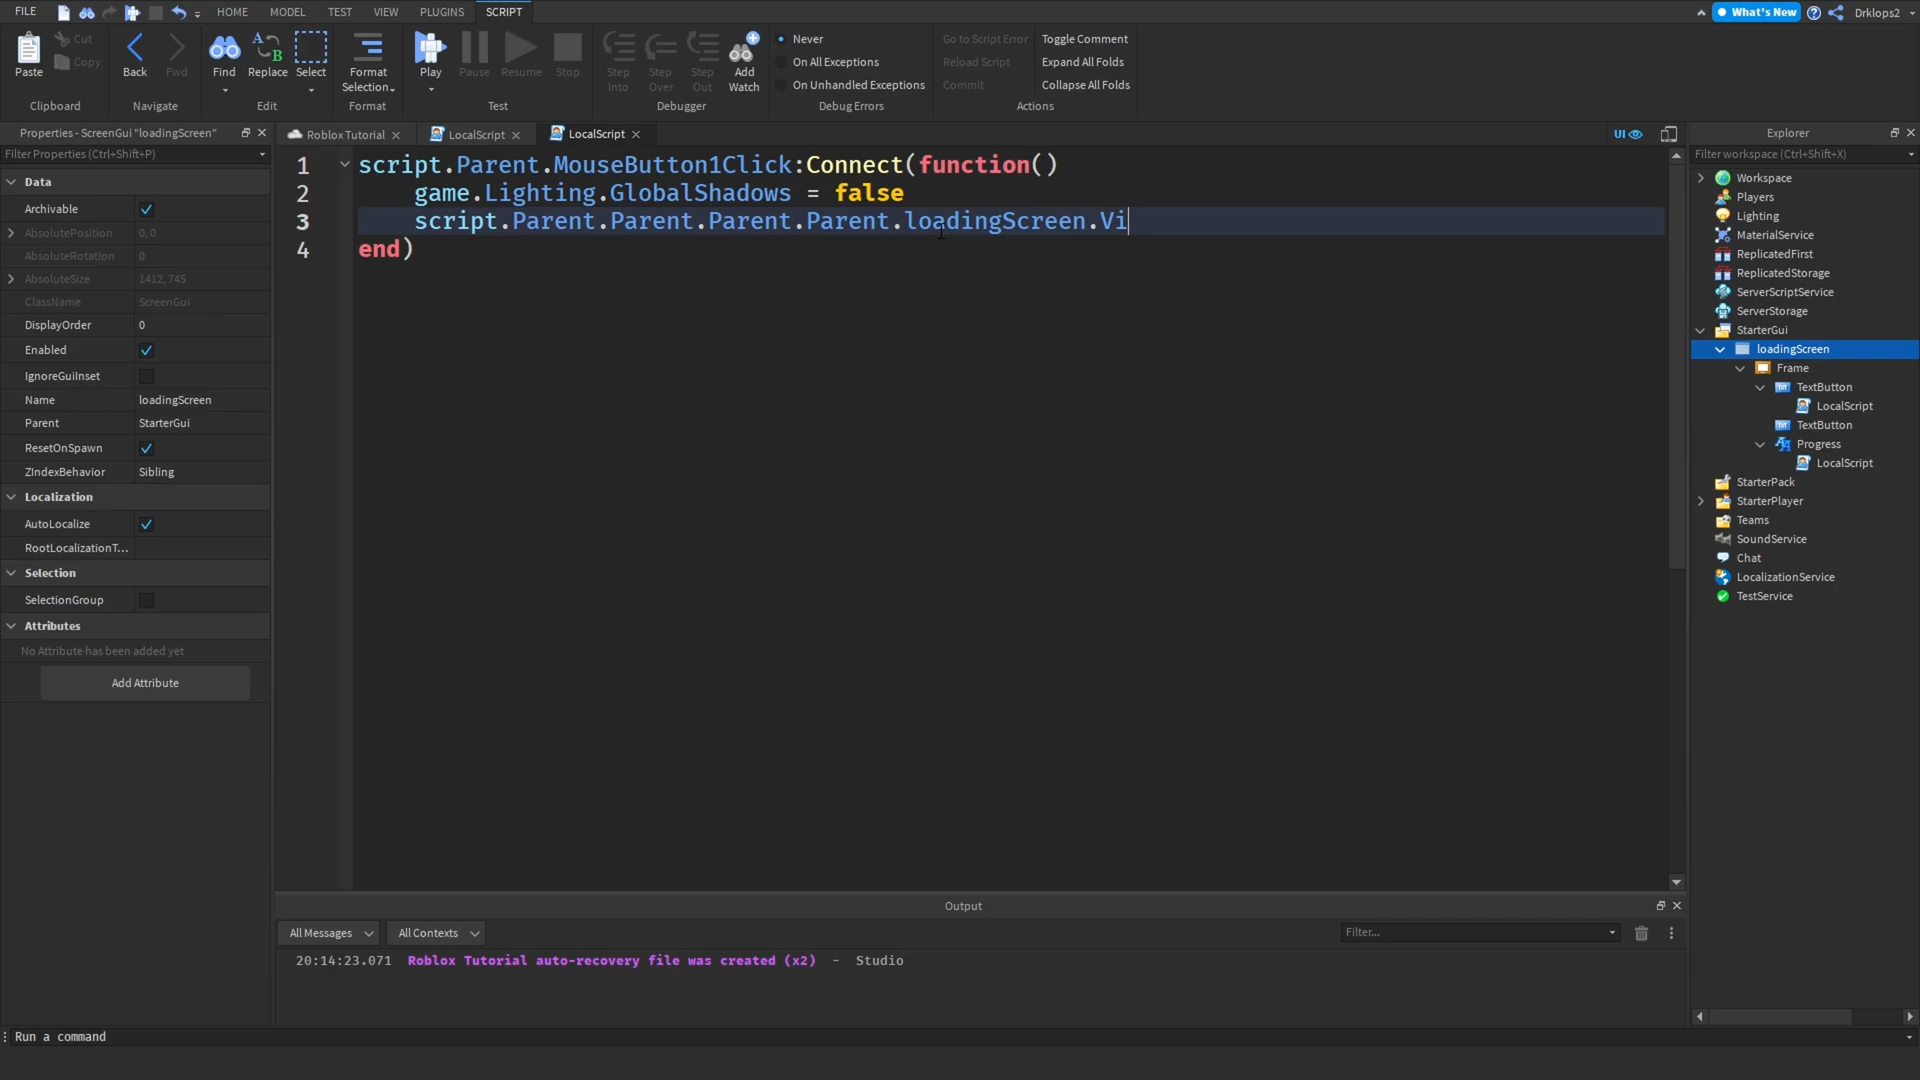 FILE HOME MODEL TEST VIEW PLUGINS SCRIPT What's New Drklops2
Paste Cut Copy Back Fwd Find Replace Select Format Selection Play Pause Resume Stop Step Into Step Over Step Out Add Watch
Never
On All Exceptions
On Unhandled Exceptions
Go to Script Error
Reload Script
Commit
Toggle Comment
Expand All Folds
Collapse All Folds
Clipboard Navigate Edit Format Test Debugger Debug Errors Actions
Properties - ScreenGui "loadingScreen"
Filter Properties (Ctrl+Shift+P)
Data
Archivable
AbsolutePosition 0, 0
AbsoluteRotation 0
AbsoluteSize 1412, 745
ClassName ScreenGui
DisplayOrder 0
Enabled
IgnoreGuiInset
Name loadingScreen
Parent StarterGui
ResetOnSpawn
ZIndexBehavior Sibling
Localization
AutoLocalize
RootLocalizationT...
Selection
SelectionGroup
Attributes
No Attribute has been added yet
Add Attribute
Roblox Tutorial LocalScript LocalScript UI
1 script.Parent.MouseButton1Click:Connect(function()
2 game.Lighting.GlobalShadows = false
3 script.Parent.Parent.Parent.Parent.loadingScreen.Vi
4 end)
Explorer
Filter workspace (Ctrl+Shift+X)
Workspace
Players
Lighting
MaterialService
ReplicatedFirst
ReplicatedStorage
ServerScriptService
ServerStorage
StarterGui
loadingScreen
Frame
TextButton
LocalScript
TextButton
Progress
LocalScript
StarterPack
StarterPlayer
Teams
SoundService
Chat
LocalizationService
TestService
Output
All Messages All Contexts Filter...
20:14:23.071 Roblox Tutorial auto-recovery file was created (x2) - Studio
Run a command